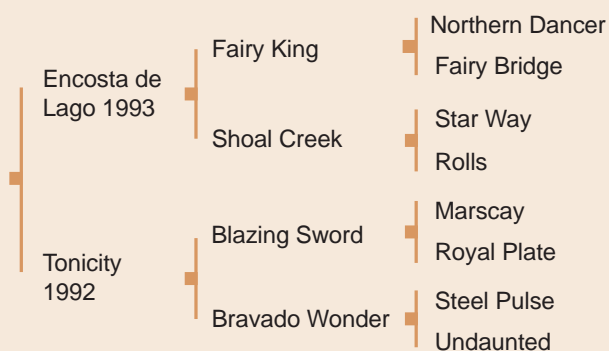 Encosta de
Lago 1993
Fairy King
Northern Dancer
Fairy Bridge
Shoal Creek
Star Way
Rolls
Tonicity
1992
Blazing Sword
Marscay
Royal Plate
Bravado Wonder
Steel Pulse
Undaunted